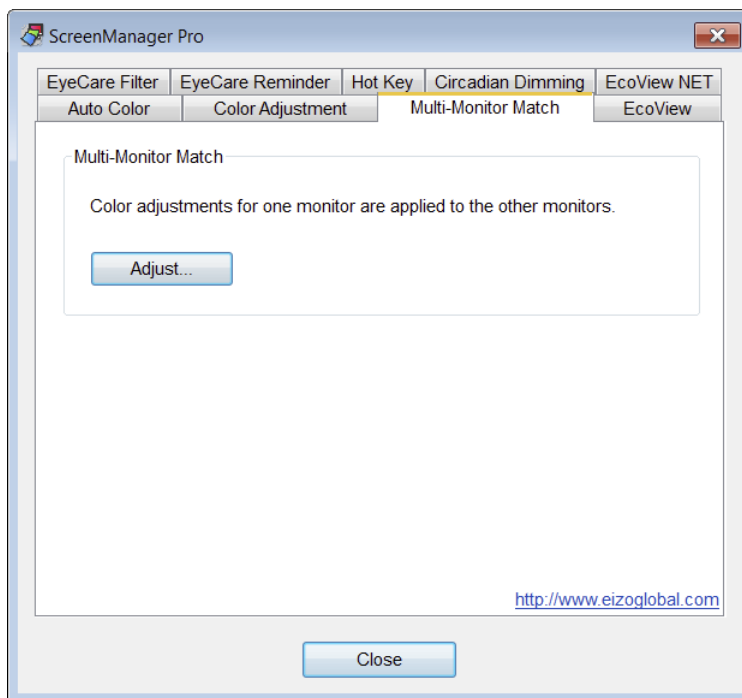 ScreenManager Pro
EyeCare Filter EyeCare Reminder Hot Key Circadian Dimming EcoView NET
Auto Color Color Adjustment Multi-Monitor Match EcoView
Multi-Monitor Match
Color adjustments for one monitor are applied to the other monitors.
Adjust...
http://www.eizoglobal.com
Close